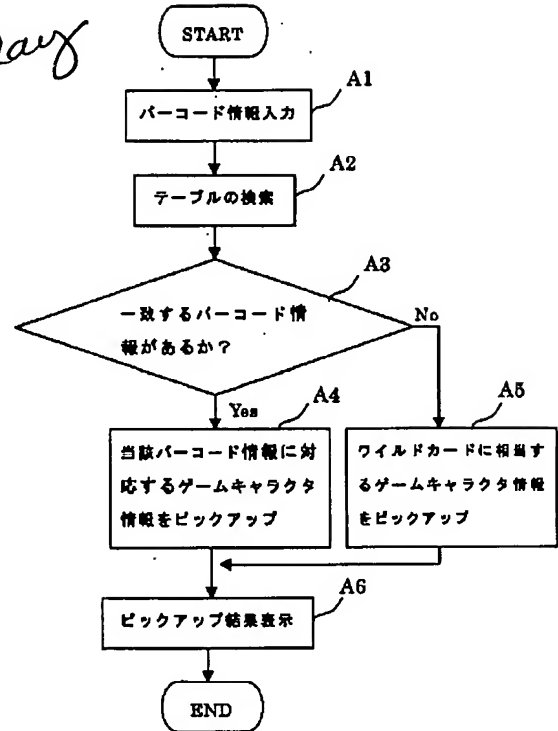 START
A1
バーコード情報入力
A2
テーブルの検索
A3
一致するバーコード情
報があるか？
No
Yes
A4
A5
当該バーコード情報に対
応するゲームキャラクタ
情報をピックアップ
ワイルドカードに相当す
るゲームキャラクタ情報
をピックアップ
A6
ピックアップ結果表示
END